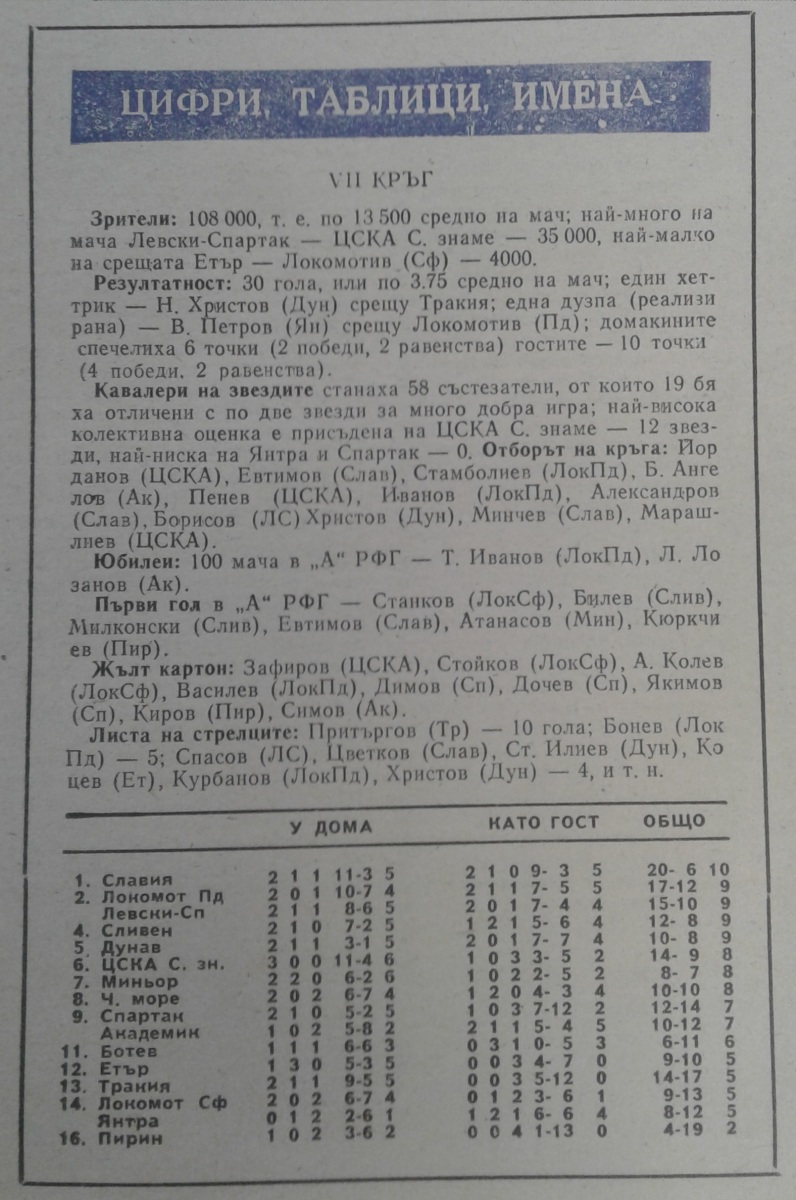 ЦИФРИ, ТАБЛИЦИ, ИМЕНА
VII КРЪГ
Зрители: 108 000, т. е. по 13 500 средно на мач; най-много на
мача Левски-Спартак — ЦСКА С. знаме — 35 000, най-малко
на срещата Етър — Локомотив (Сф) — 4000.
Резултатност: 30 гола, или по 3.75 средно на мач; един хет-
трик — Н. Христов (Дун) срещу Тракия; една дузпа (реализи
рана) — В. Петров (Ян) срещу Локомотив (Пд); домакините
спечелиха 6 точки (2 победи, 2 равенства) гостите — 10 точки
(4 победи, 2 равенства).
Кавалери на звездите станаха 58 състезатели, от които 19 бя
ха отличени с по две звезди за много добра игра; най-висока
колективна оценка е присъдена на ЦСКА С. знаме — 12 звез-
ди, най-ниска на Янтра и Спартак — 0. Отборът на кръга: Йор
данов (ЦСКА), Евтимов (Слав), Стамболиев (ЛокПд), Б. Анге
лов (Ак), Пенев (ЦСКА), Иванов (ЛокПд), Александров
(Слав), Борисов (ЛС) Христов (Дун), Минчев (Слав), Мараш-
лиев (ЦСКА).
Юбилеи: 100 мача в „А“ РФГ — Т. Иванов (ЛокПд), Л. Ло
занов (Ак).
Първи гол в „А“ РФГ — Станков (ЛокСф), Билев (Слив),
Милконски (Слив), Евтимов (Слав), Атанасов (Мин), Кюркчи
ев (Пир).
Жълт картон: Зафиров (ЦСКА), Стойков (ЛокСф), А. Колев
(ЛокСф), Василев (ЛокПд), Димов (Сп), Дочев (Сп), Якимов
(Сп), Киров (Пир), Симов (Ак).
Листа на стрелците: Притъргов (Тр) — 10 гола; Бонев (Лок
Пд) — 5; Спасов (ЛС), Цветков (Слав), Ст. Илиев (Дун), Ко
цев (Ет), Курбанов (ЛокПд), Христов (Дун) — 4, и т. н.
У ДОМА КАТО ГОСТ ОБЩО
1. Славия 2 1 1 11-3 5 2 1 0 9- 3 5 20- 6 10
2. Локомот Пд 2 0 1 10-7 4 2 1 1 7- 5 5 17-12 9
Левски-Сп 2 1 1 8-6 5 2 0 1 7- 4 4 15-10 9
4. Сливен 2 1 0 7-2 5 1 2 1 5- 6 4 12- 8 9
5. Дунав 2 1 1 3-1 5 2 0 1 7- 7 4 10- 8 9
6. ЦСКА С. зн. 3 0 0 11-4 6 1 0 3 3- 5 2 14- 9 8
7. Миньор 2 2 0 6-2 6 1 0 2 2- 5 2 8- 7 8
8. Ч. море 2 0 2 6-7 4 1 2 0 4- 3 4 10-10 8
9. Спартак 2 1 0 5-2 5 1 0 3 7-12 2 12-14 7
Академик 1 0 2 5-8 2 2 1 1 5- 4 5 10-12 7
11. Ботев 1 1 1 6-6 3 0 3 1 0- 5 3 6-11 6
12. Етър 1 3 0 5-3 5 0 0 3 4- 7 0 9-10 5
13. Тракия 2 1 1 9-5 5 0 0 3 5-12 0 14-17 5
14. Локомот Сф 2 0 2 6-7 4 0 1 2 3- 6 1 9-13 5
Янтра 0 1 2 2-6 1 1 2 1 6- 6 4 8-12 5
16. Пирин 1 0 2 3-6 2 0 0 4 1-13 0 4-19 2